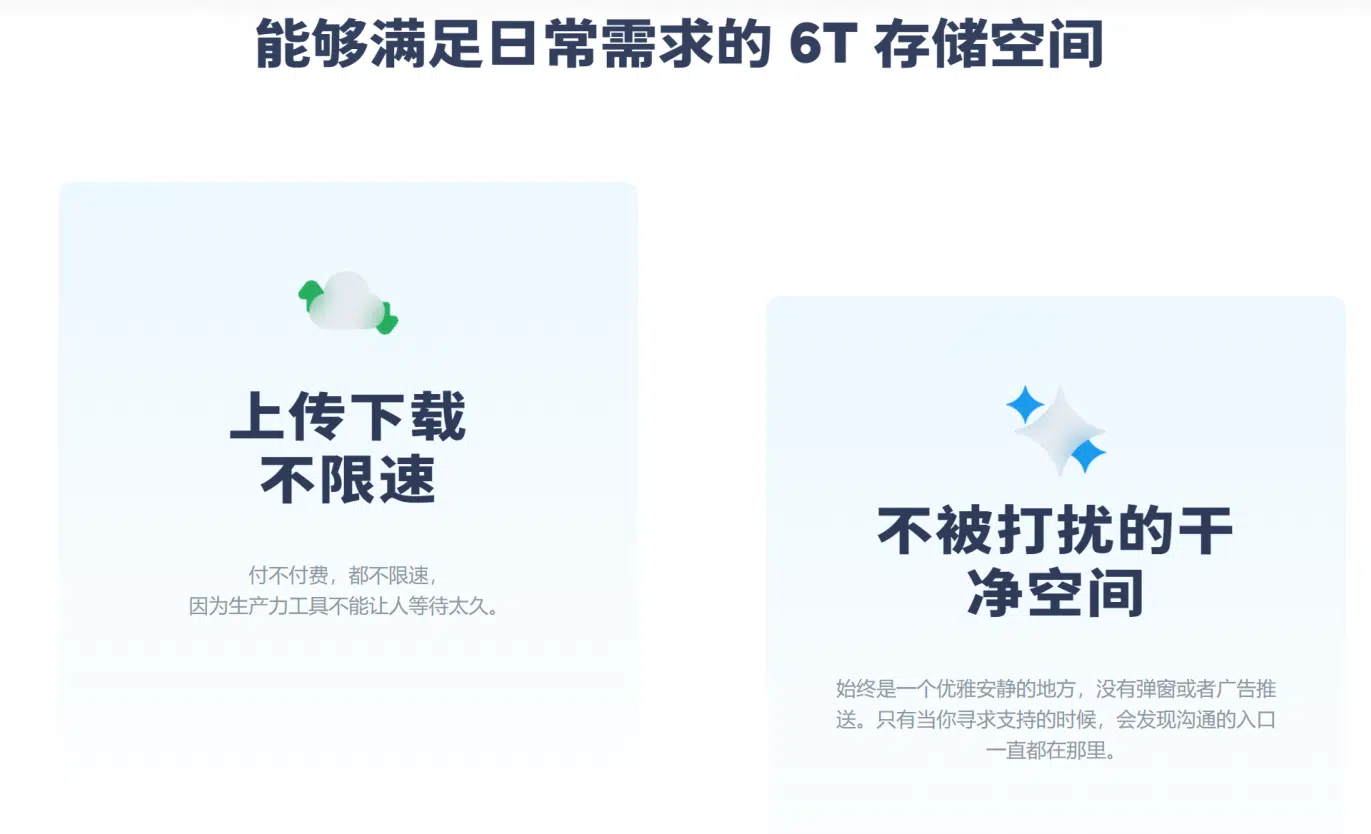 能够满足日常需求的 6T 存储空间
上传下载
不限速
付不付费，都不限速，
因为生产力工具不能让人等待太久。
不被打扰的干
净空间
始终是一个优雅安静的地方，没有弹窗或者广告推
送。只有当你寻求支持的时候，会发现沟通的入口
一直都在那里。